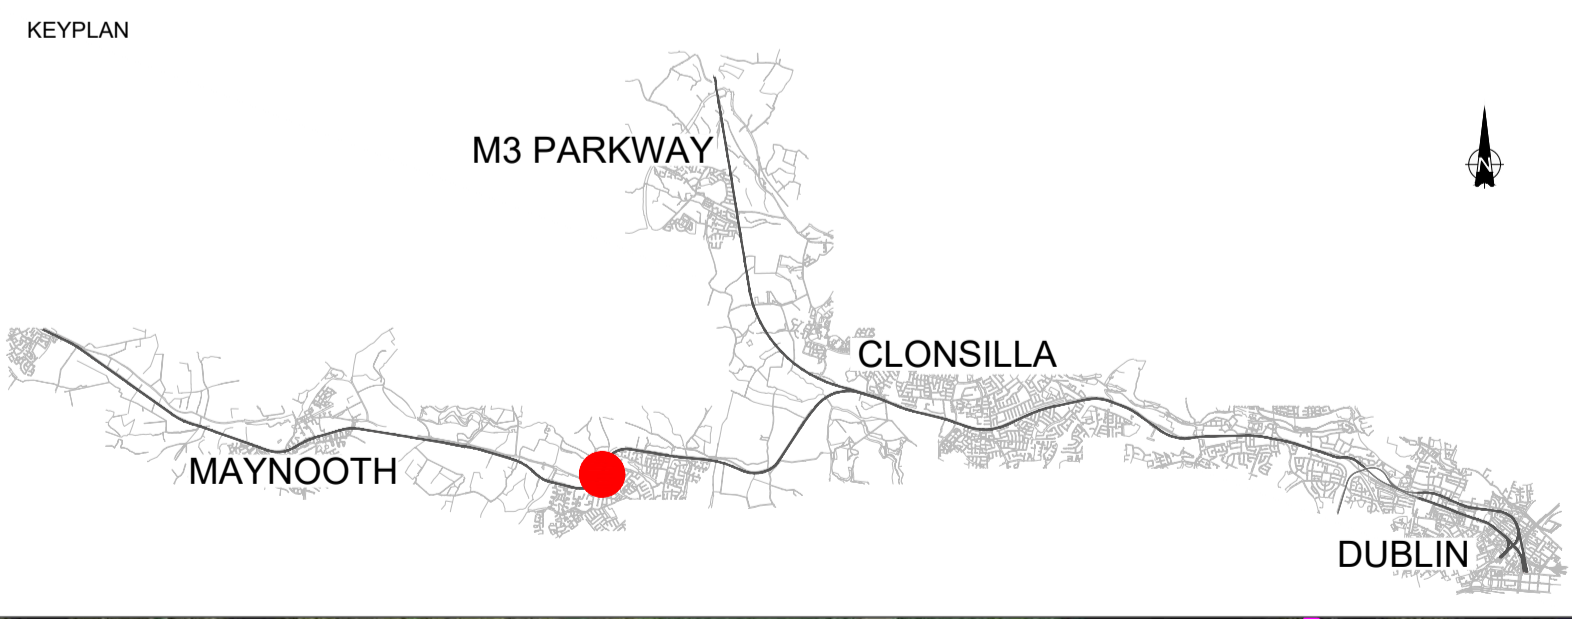 KEYPLAN
M3 PARKWAY
N
CLONSILLA
MAYNOOTH
DUBLIN